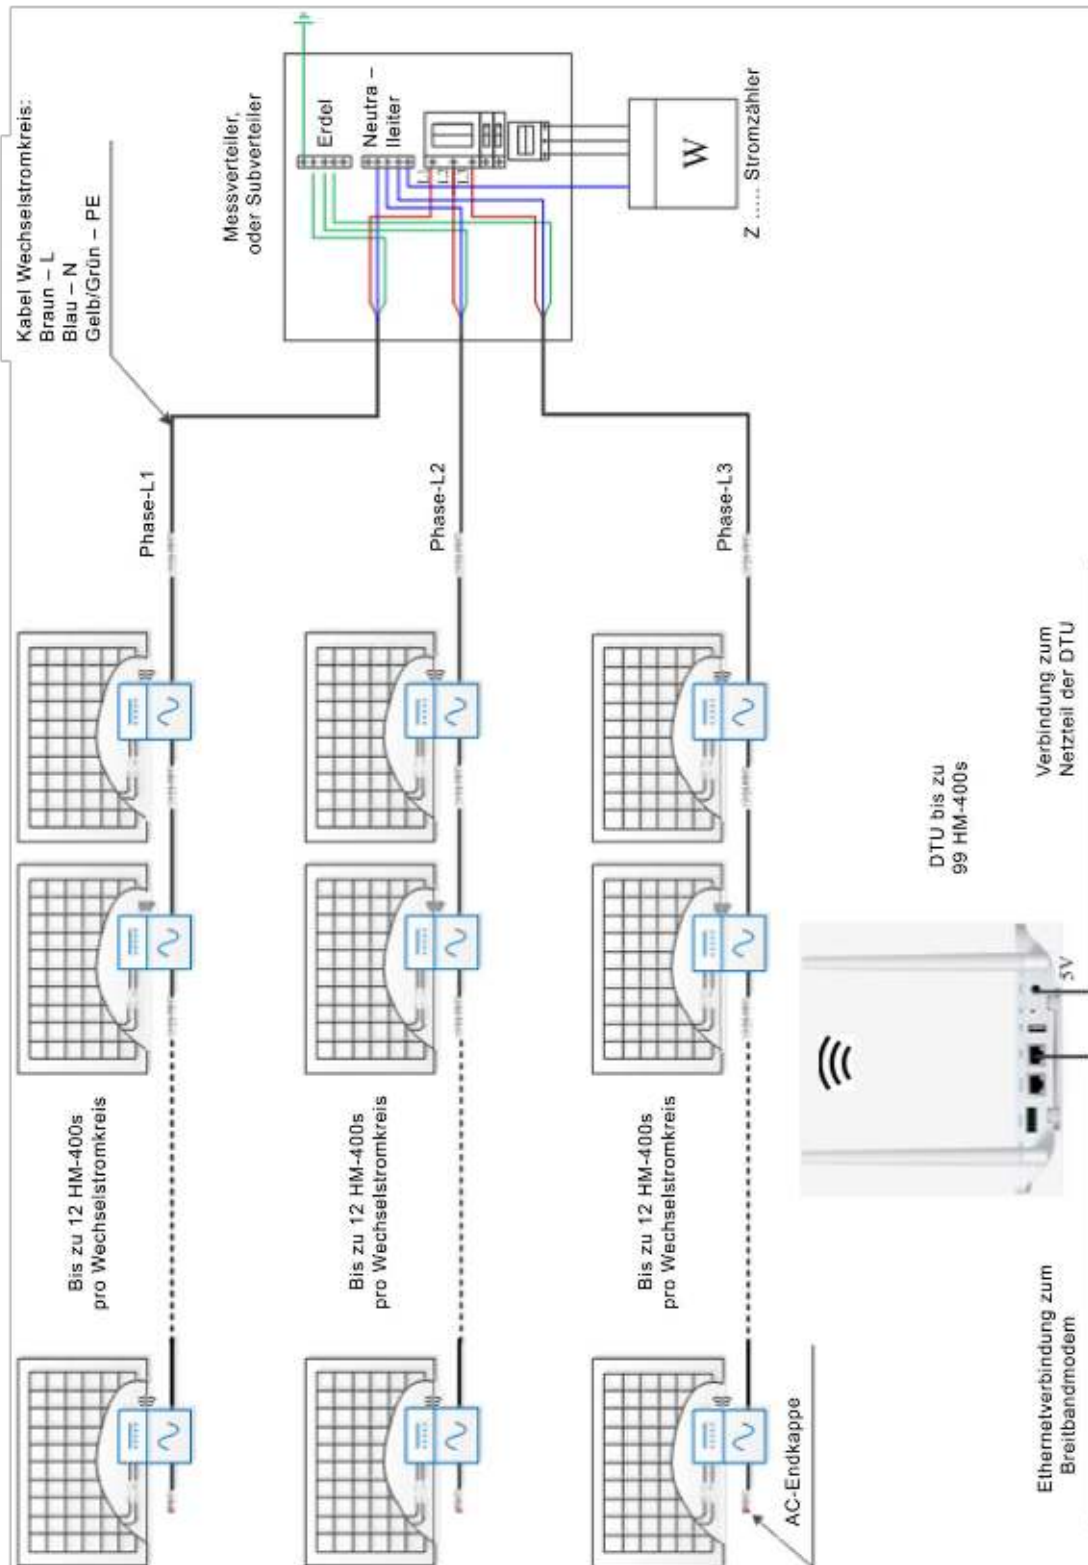 Kabel Wechselstromkreis:
Braun – L
Blau – N
Gelb/Grün – PE
Messverteiler,
oder Subverteiler
Erdel
Neutra –
lleiter
L1
L2
L3
W
Z ..... Stromzähler
Phase-L1
Phase-L2
Phase-L3
Bis zu 12 HM-400s
pro Wechselstromkreis
Bis zu 12 HM-400s
pro Wechselstromkreis
Bis zu 12 HM-400s
pro Wechselstromkreis
AC-Endkappe
DTU bis zu
99 HM-400s
5V
Verbindung zum
Netzteil der DTU
Ethernetverbindung zum
Breitbandmodem